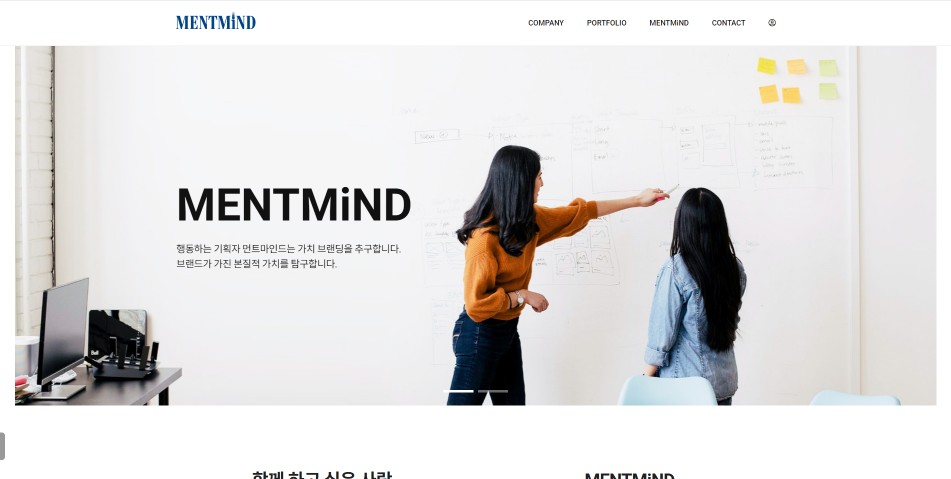 MENTMiND
COMPANY PORTFOLIO MENTMiND CONTACT
MENTMiND
행동하는 기획자 먼트마인드는 가치 브랜딩을 추구합니다.
브랜드가 가진 본질적 가치를 탐구합니다.
함께 하고 싶은 사람
MENTMiND